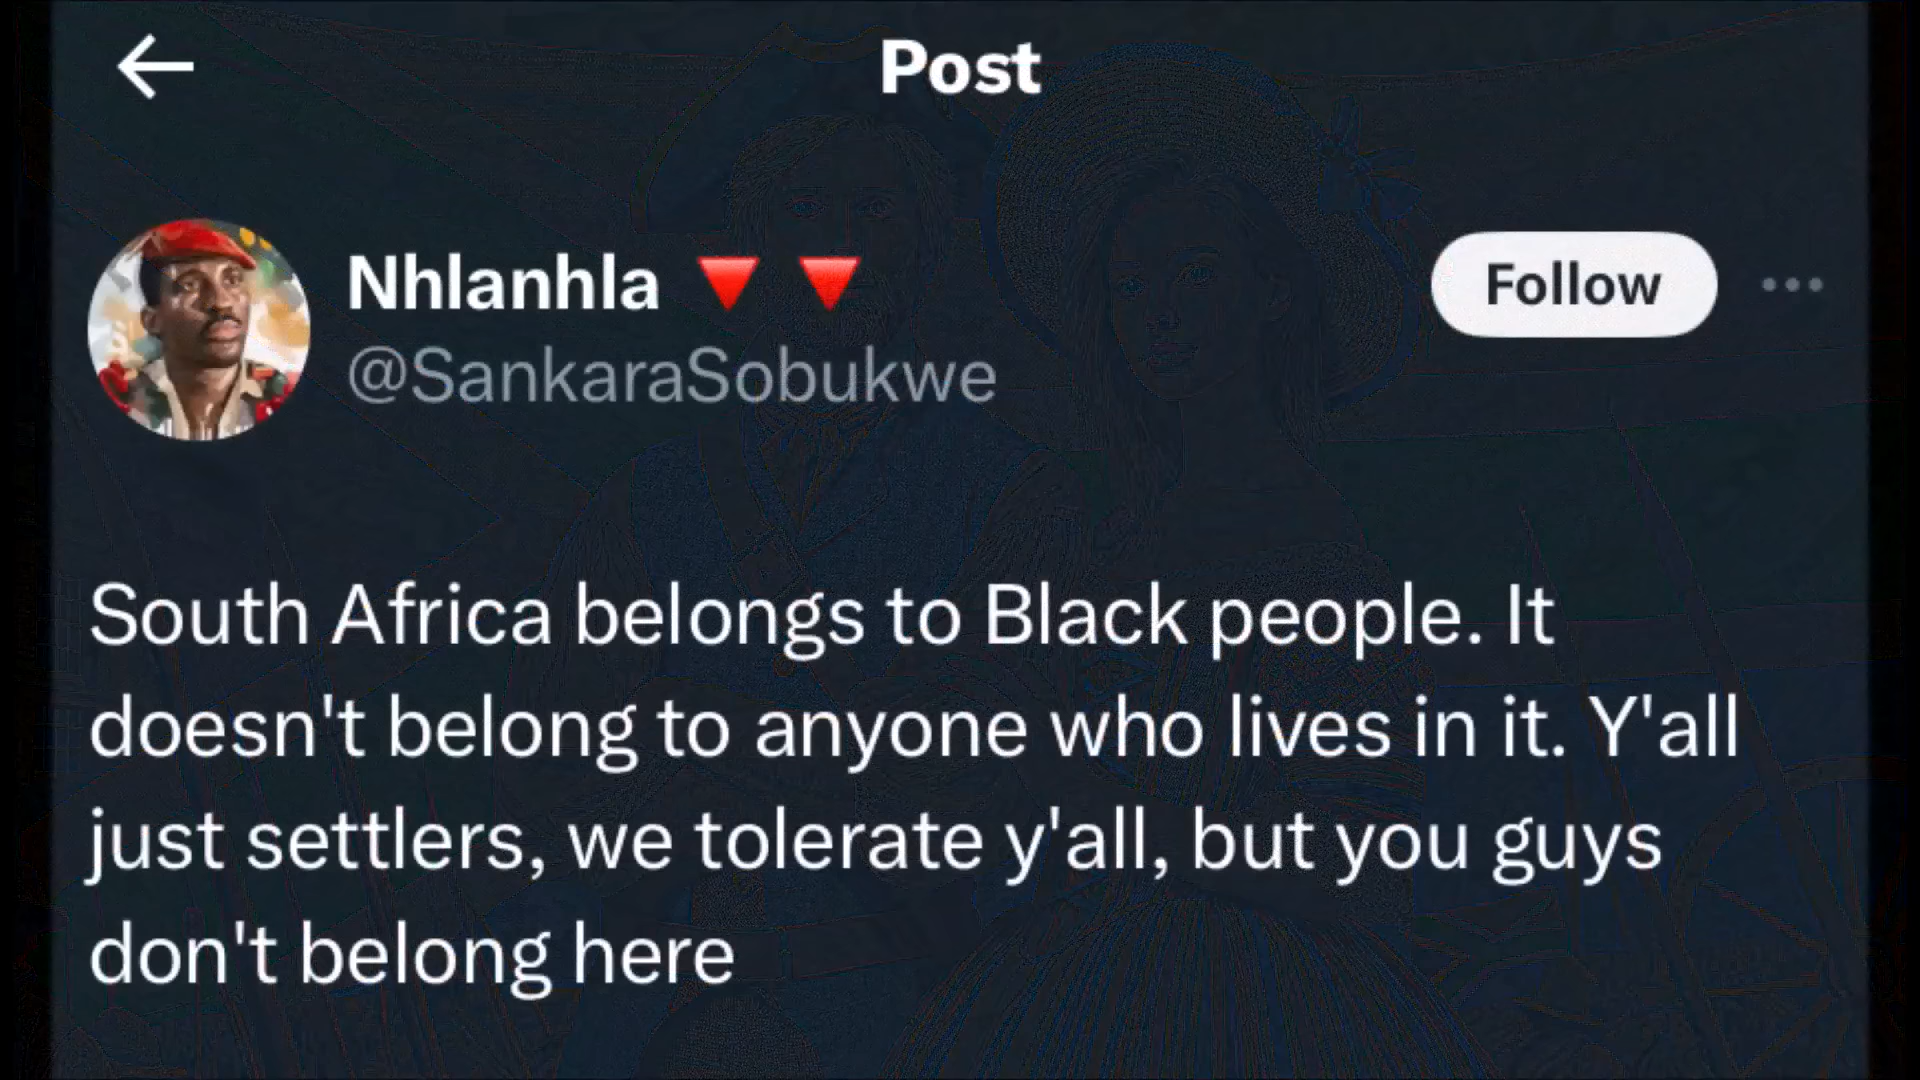 Post
Nhlanhla 🔻🔻
Follow
@SankaraSobukwe
South Africa belongs to Black people. It
doesn't belong to anyone who lives in it. Y'all
just settlers, we tolerate y'all, but you guys
don't belong here